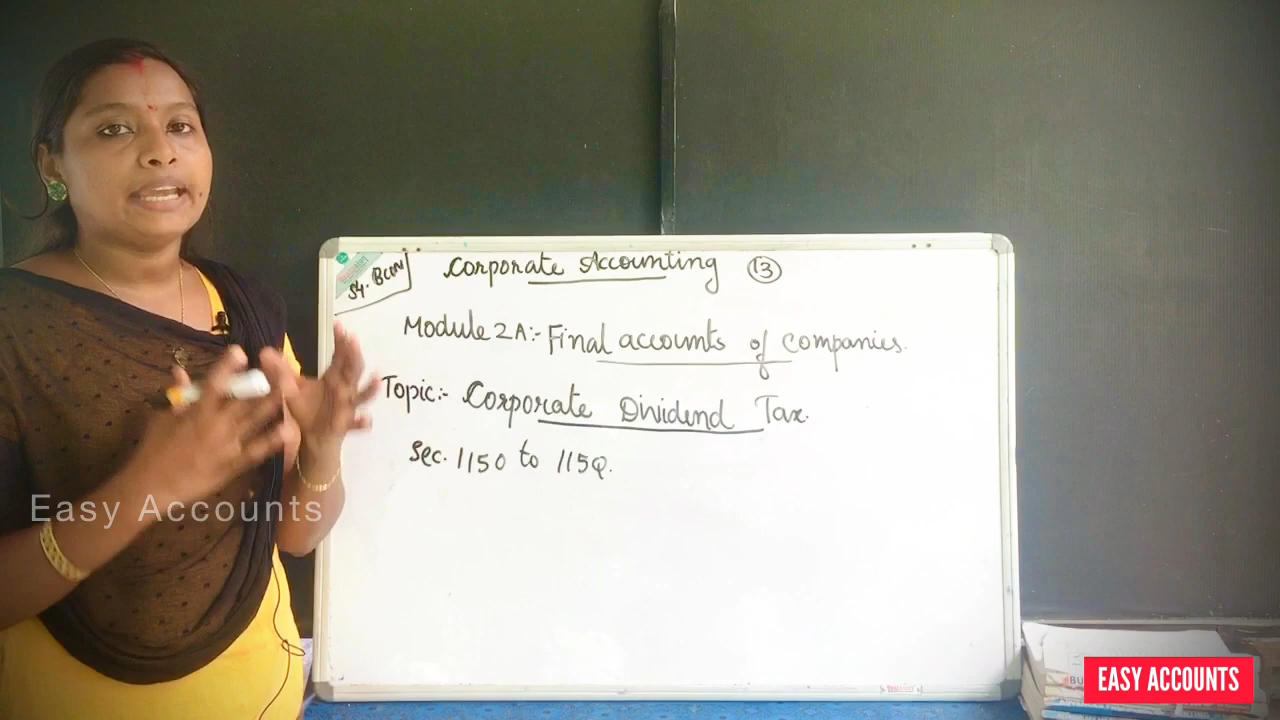 S4. BCOM
Corporate Accounting 13
Module 2A:- Final accounts of companies.
Topic:- Corporate Dividend Tax.
Sec. 115O to 115Q.
Easy Accounts
EASY ACCOUNTS